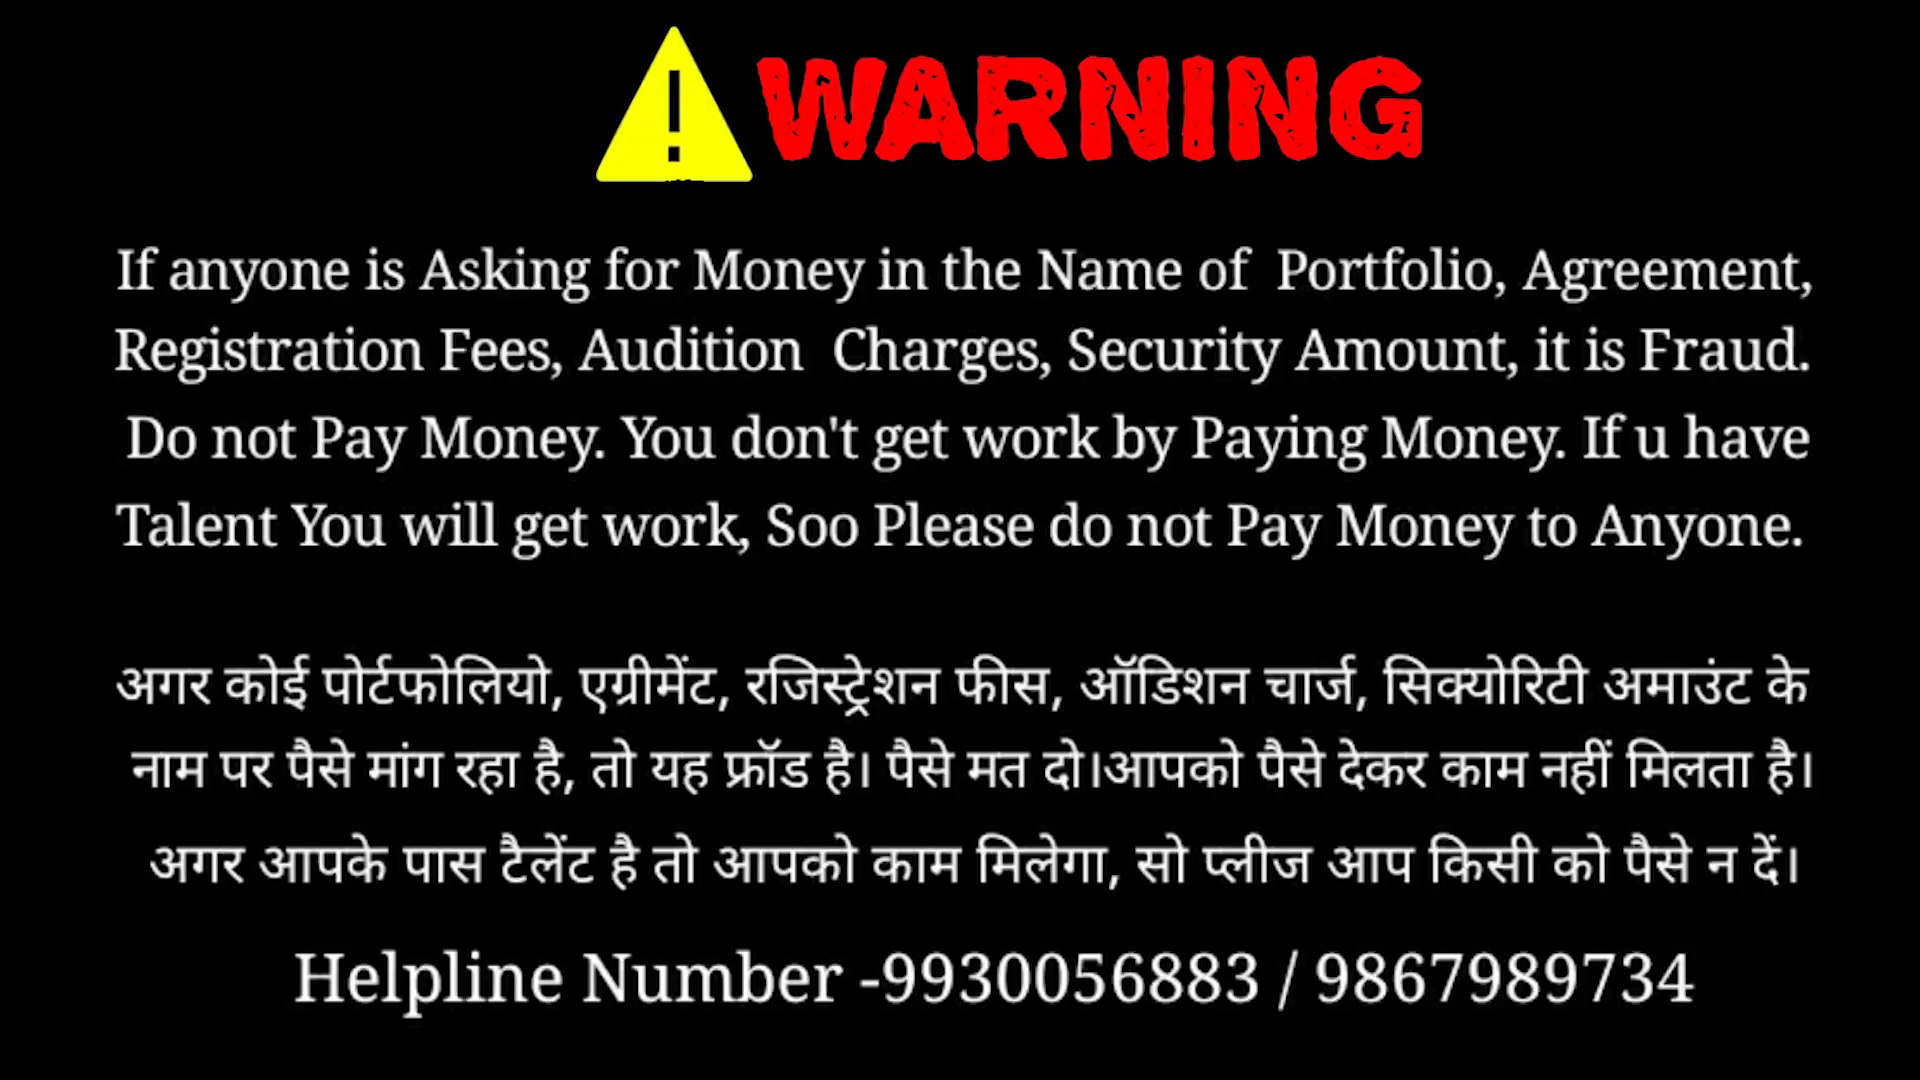 WARNING
If anyone is Asking for Money in the Name of Portfolio, Agreement,
Registration Fees, Audition Charges, Security Amount, it is Fraud.
Do not Pay Money. You don't get work by Paying Money. If u have
Talent You will get work, Soo Please do not Pay Money to Anyone.
अगर कोई पोर्टफोलियो, एग्रीमेंट, रजिस्ट्रेशन फीस, ऑडिशन चार्ज, सिक्योरिटी अमाउंट के
नाम पर पैसे मांग रहा है, तो यह फ्रॉड है। पैसे मत दो।आपको पैसे देकर काम नहीं मिलता है।
अगर आपके पास टैलेंट है तो आपको काम मिलेगा, सो प्लीज आप किसी को पैसे न दें।
Helpline Number -9930056883 / 9867989734